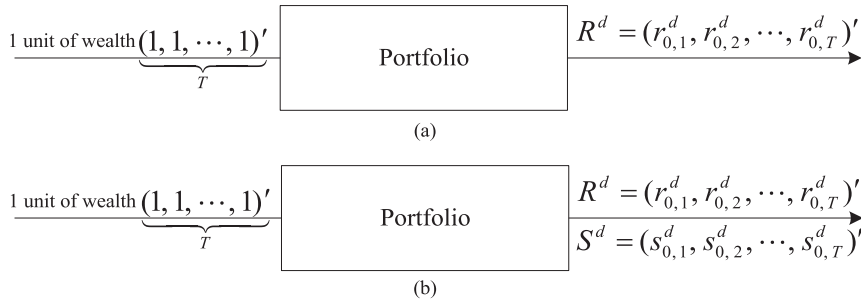 1 unit of wealth (1, 1, ⋯, 1)′ Portfolio R^d = (r^d_{0,1}, r^d_{0,2}, ⋯, r^d_{0,T})′
T
(a)
1 unit of wealth (1, 1, ⋯, 1)′ Portfolio R^d = (r^d_{0,1}, r^d_{0,2}, ⋯, r^d_{0,T})′
T
S^d = (s^d_{0,1}, s^d_{0,2}, ⋯, s^d_{0,T})′
(b)